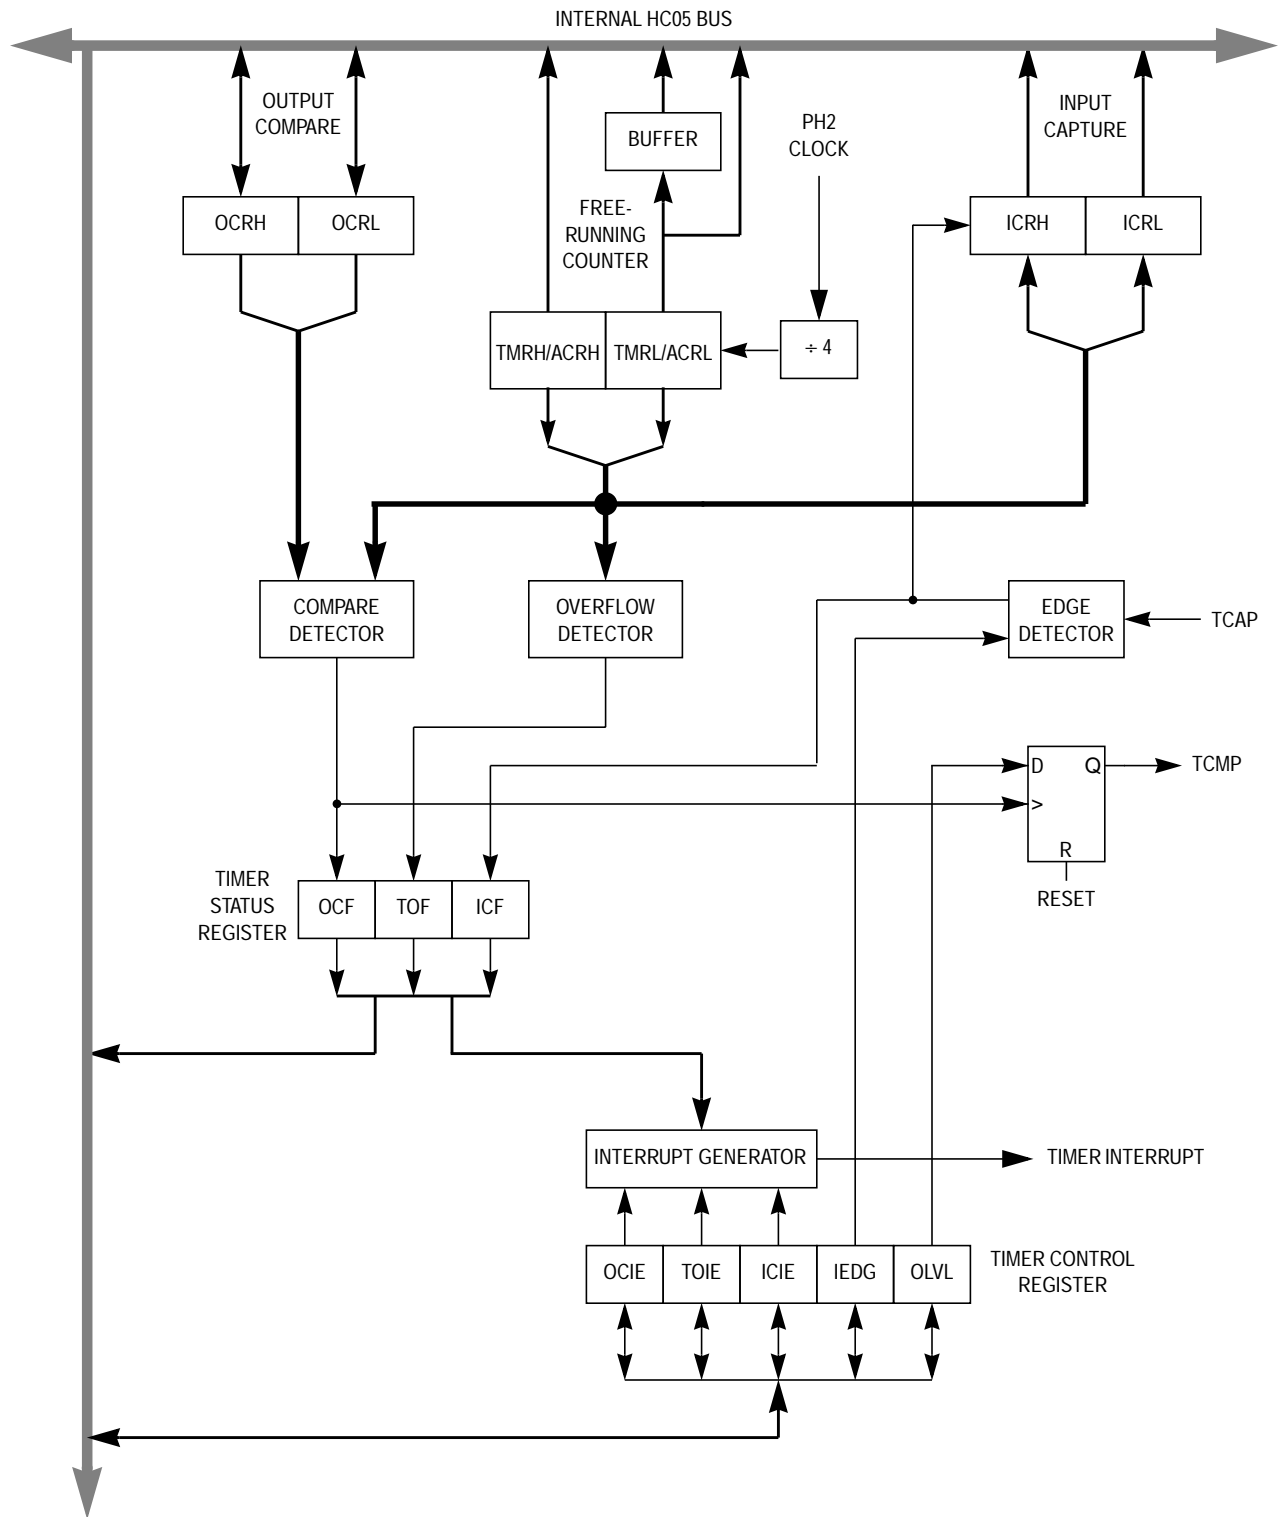 INTERNAL HC05 BUS
OUTPUT
COMPARE
BUFFER
PH2
CLOCK
INPUT
CAPTURE
OCRH
OCRL
FREE-
RUNNING
COUNTER
ICRH
ICRL
TMRH/ACRH
TMRL/ACRL
÷ 4
COMPARE
DETECTOR
OVERFLOW
DETECTOR
EDGE
DETECTOR
TCAP
D
Q
TCMP
>
R
RESET
TIMER
STATUS
REGISTER
OCF
TOF
ICF
INTERRUPT GENERATOR
TIMER INTERRUPT
OCIE
TOIE
ICIE
IEDG
OLVL
TIMER CONTROL
REGISTER